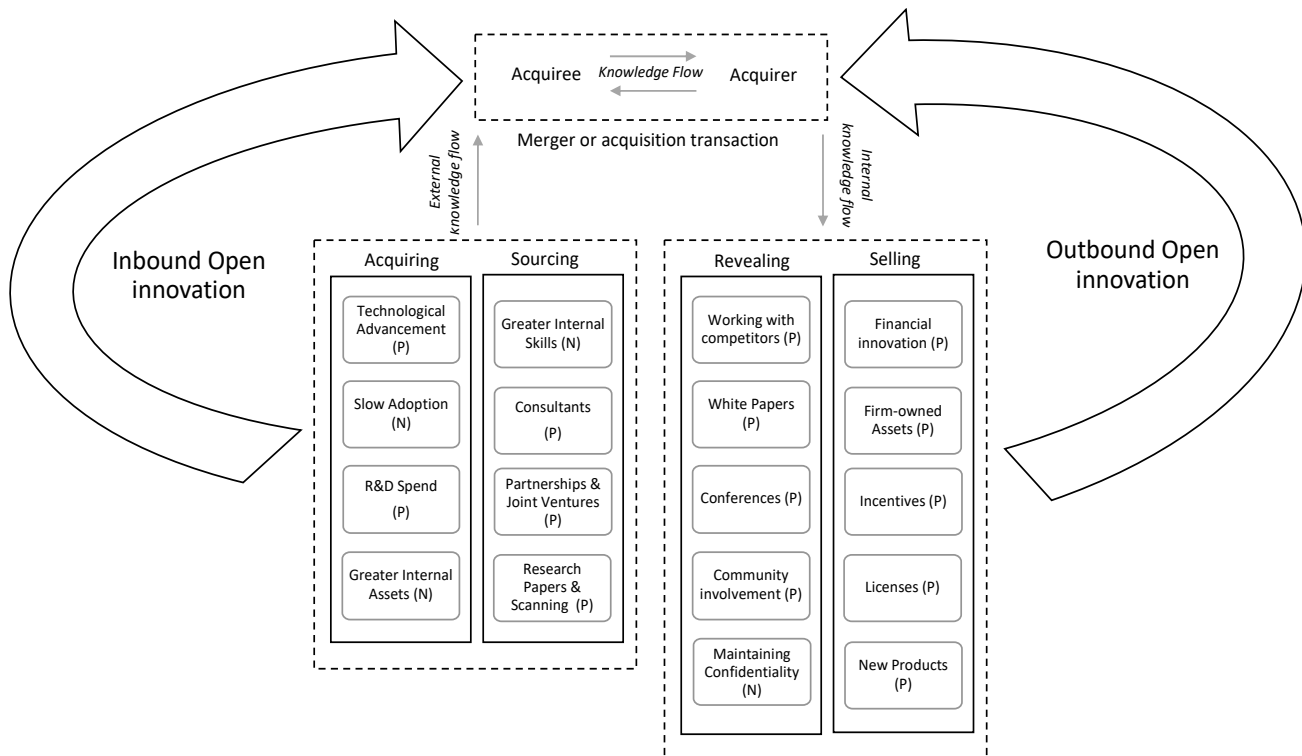 Acquiree
Knowledge Flow
Acquirer
Merger or acquisition transaction
External
knowledge flow
Internal
knowledge flow
Inbound Open
innovation
Outbound Open
innovation
Acquiring
Technological
Advancement
(P)
Slow Adoption
(N)
R&D Spend
(P)
Greater Internal
Assets (N)
Sourcing
Greater Internal
Skills (N)
Consultants
(P)
Partnerships &
Joint Ventures
(P)
Research
Papers &
Scanning (P)
Revealing
Working with
competitors (P)
White Papers
(P)
Conferences (P)
Community
involvement (P)
Maintaining
Confidentiality
(N)
Selling
Financial
innovation (P)
Firm-owned
Assets (P)
Incentives (P)
Licenses (P)
New Products
(P)